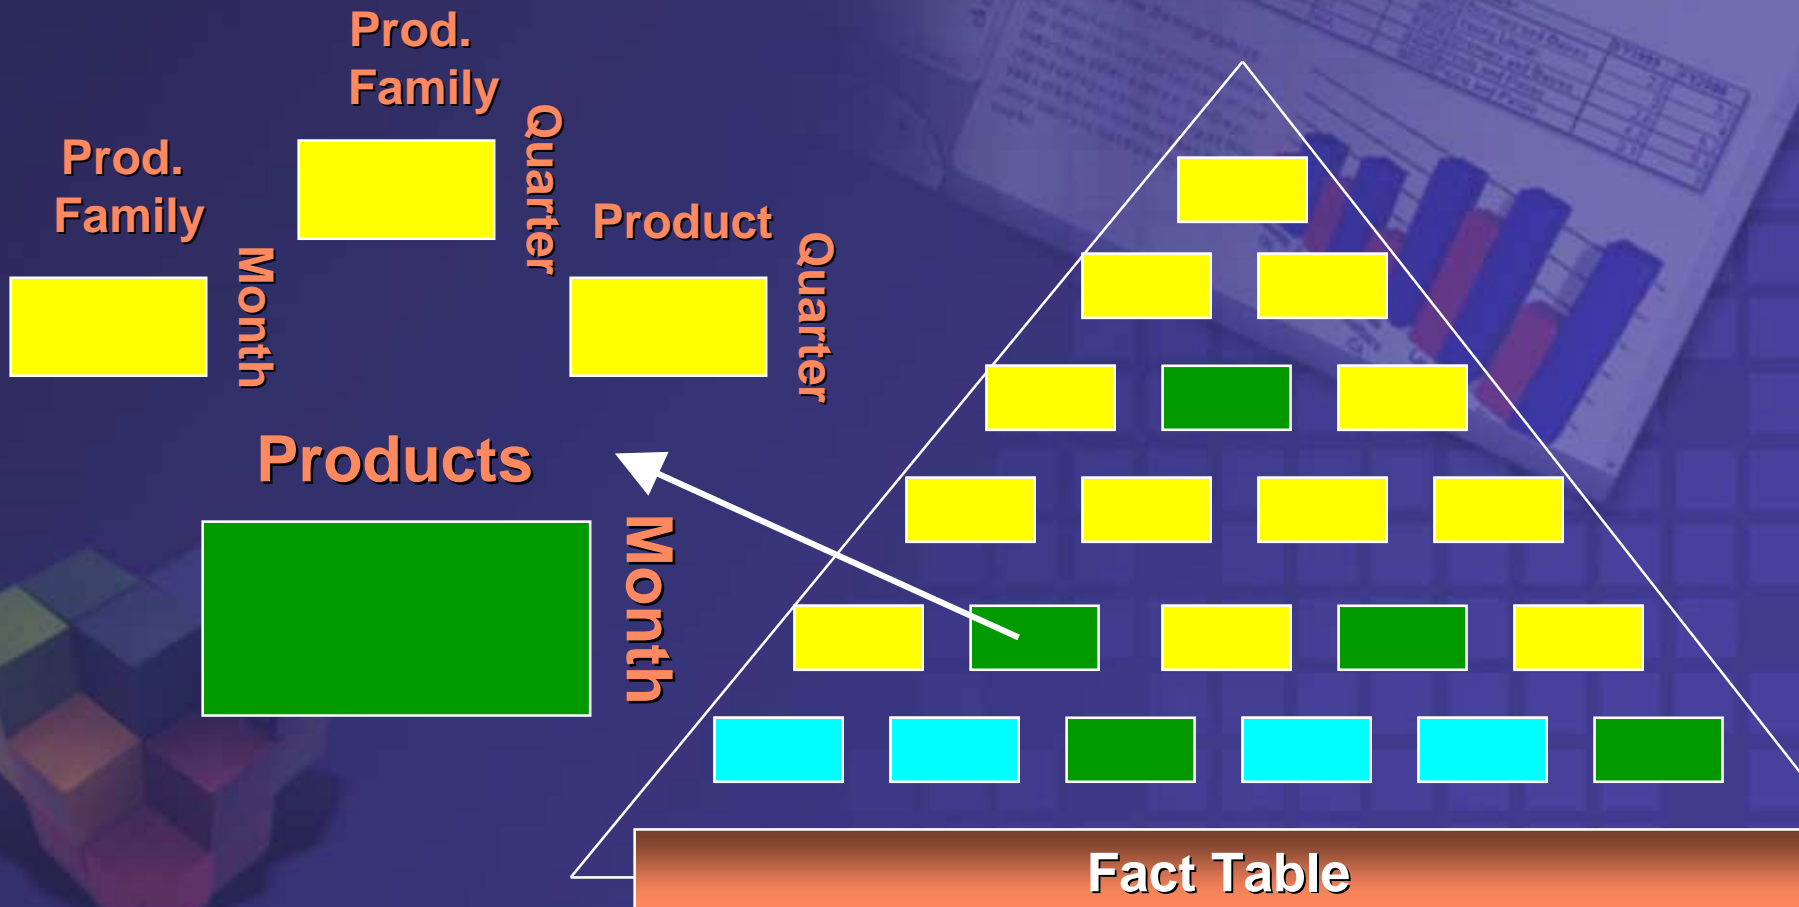 Prod.
Family
Quarter
Prod.
Family
Month
Product
Quarter
Products
Month
Fact Table